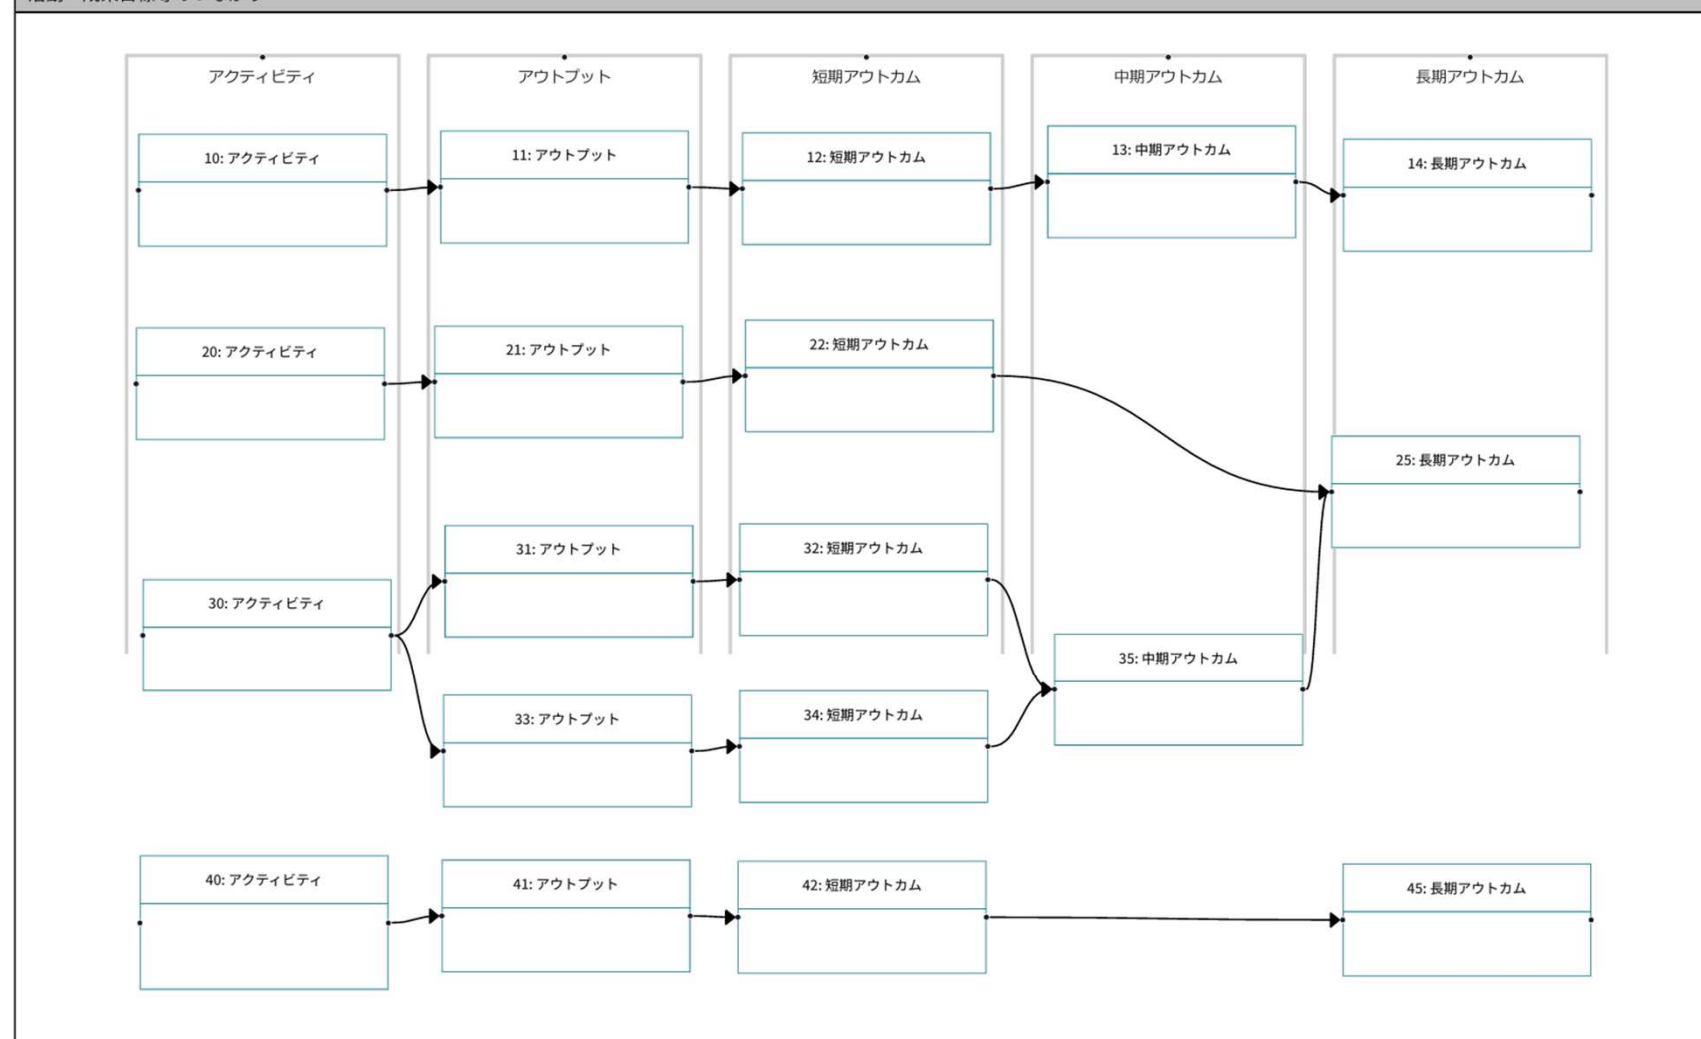 アクティビティ
アウトプット
短期アウトカム
中期アウトカム
長期アウトカム
10: アクティビティ
11: アウトプット
12: 短期アウトカム
13: 中期アウトカム
14: 長期アウトカム
20: アクティビティ
21: アウトプット
22: 短期アウトカム
25: 長期アウトカム
30: アクティビティ
31: アウトプット
32: 短期アウトカム
33: アウトプット
34: 短期アウトカム
35: 中期アウトカム
40: アクティビティ
41: アウトプット
42: 短期アウトカム
45: 長期アウトカム